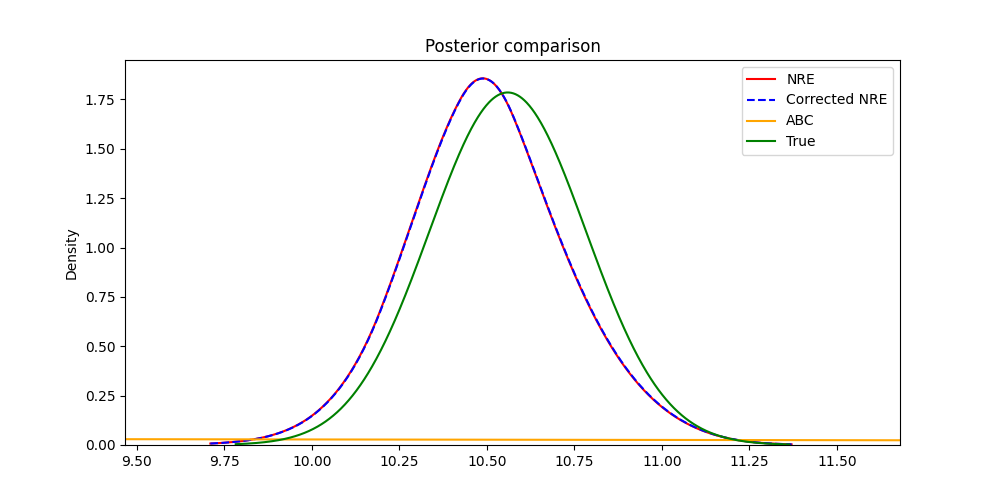 Posterior comparison
NRE
Corrected NRE
ABC
True
Density
1.75
1.50
1.25
1.00
0.75
0.50
0.25
0.00
9.50 9.75 10.00 10.25 10.50 10.75 11.00 11.25 11.50